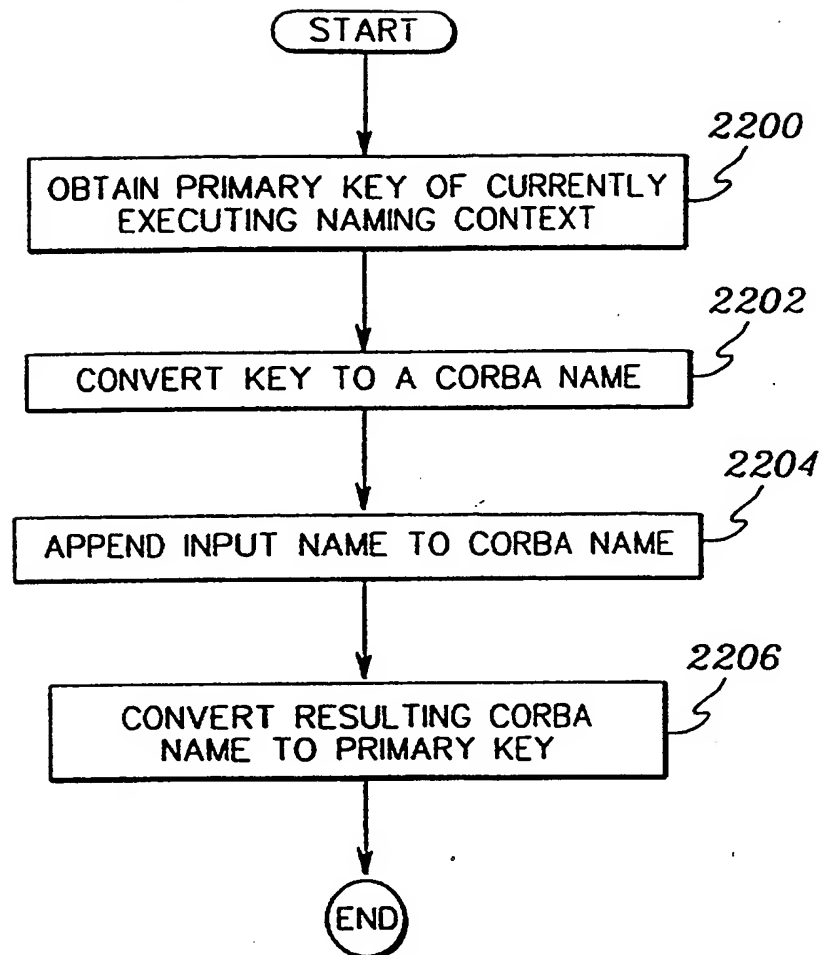 START
2200
OBTAIN PRIMARY KEY OF CURRENTLY
EXECUTING NAMING CONTEXT
2202
CONVERT KEY TO A CORBA NAME
2204
APPEND INPUT NAME TO CORBA NAME
2206
CONVERT RESULTING CORBA
NAME TO PRIMARY KEY
END